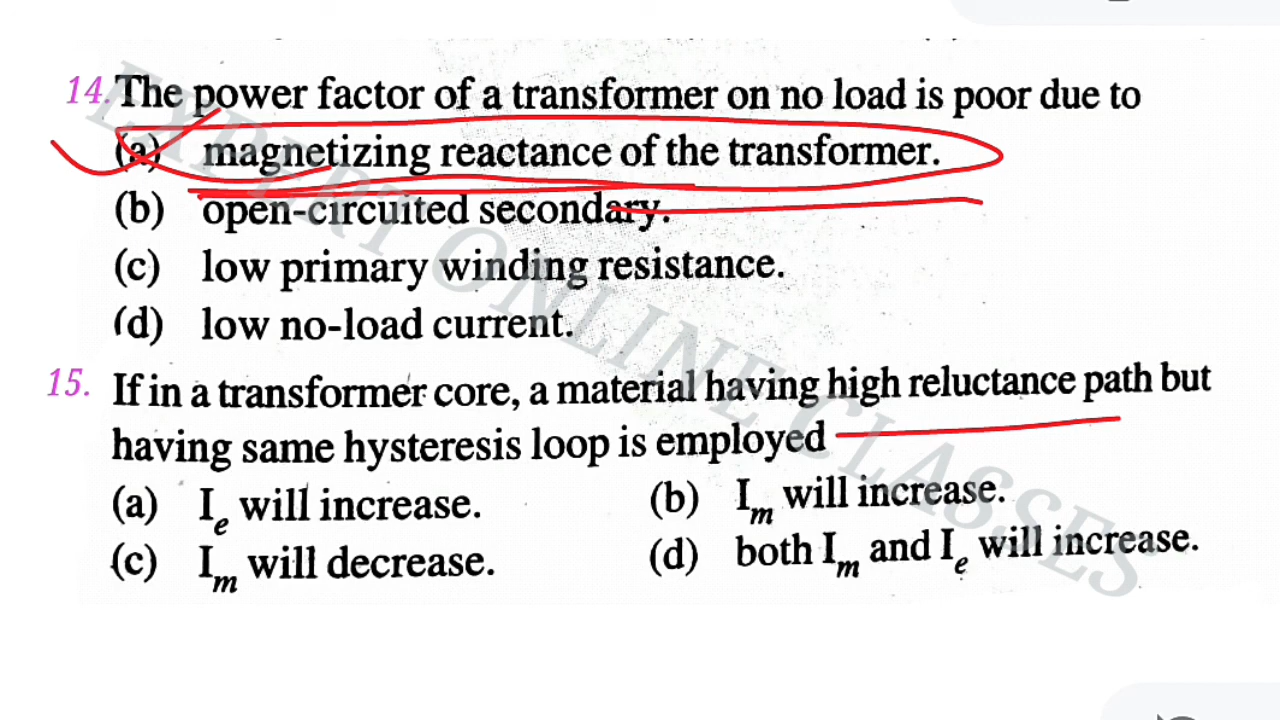 14. The power factor of a transformer on no load is poor due to
(a) magnetizing reactance of the transformer.
(b) open-circuited secondary.
(c) low primary winding resistance.
(d) low no-load current.
15. If in a transformer core, a material having high reluctance path but
having same hysteresis loop is employed
(a) Ie will increase. (b) Im will increase.
(c) Im will decrease. (d) both Im and Ie will increase.
EXPERT ONLINE CLASSES